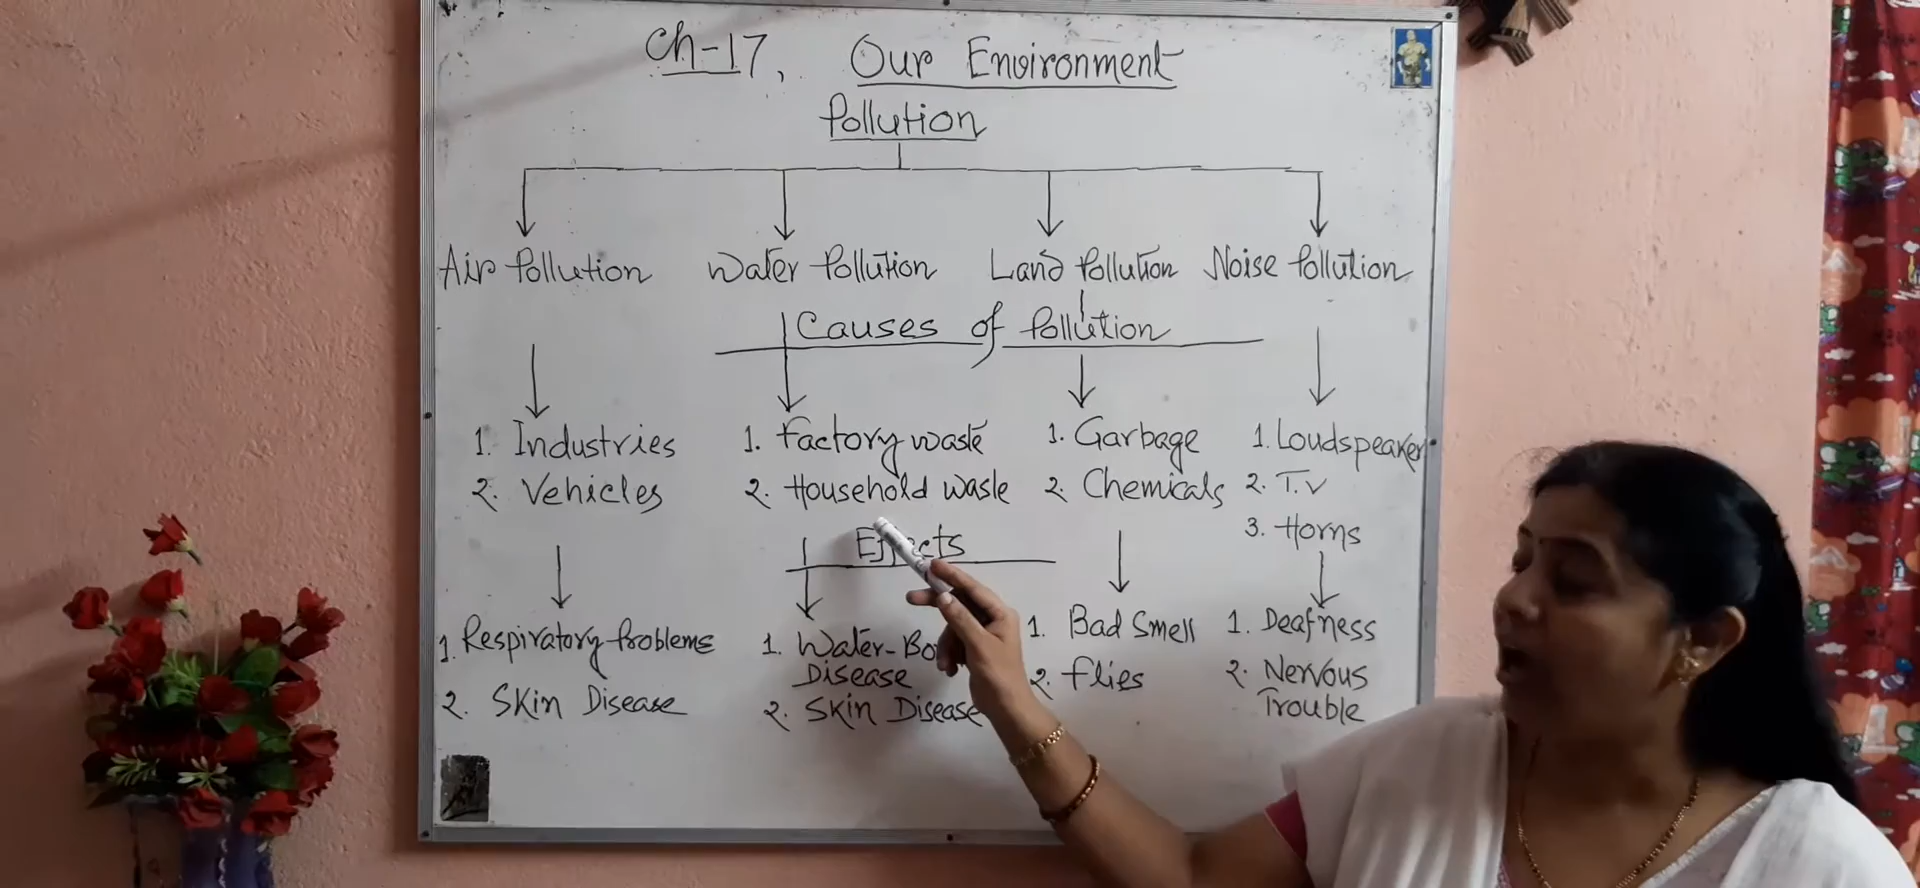 Ch-17, Our Environment
Pollution
Air Pollution Water Pollution Land Pollution Noise Pollution
Causes of Pollution
1. Industries 1. Factory waste 1. Garbage 1. Loudspeaker
2. Vehicles 2. Household waste 2. Chemicals 2. T.V
3. Horns
Effects
1. Respiratory Problems 1. Water- 1. Bad Smell 1. Deafness
Disease 2. Flies 2. Nervous
2. Skin Disease 2. Skin Disease Trouble